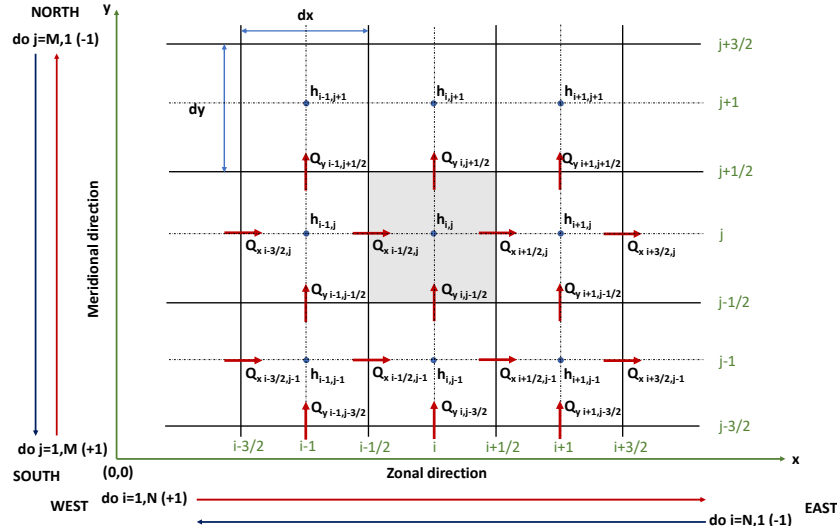 NORTH
y
dx
do j=M,1 (-1)
j+3/2
h i-1,j+1
h i,j+1
h i+1,j+1
j+1
dy
Q y i-1,j+1/2
Q y i,j+1/2
Q y i+1,j+1/2
j+1/2
Meridional direction
h i-1,j
h i,j
h i+1,j
j
Q x i-3/2,j
Q x i-1/2,j
Q x i+1/2,j
Q x i+3/2,j
Q y i-1,j-1/2
Q y i,j-1/2
Q y i+1,j-1/2
j-1/2
j-1
h i-1,j-1
h i,j-1
h i+1,j-1
Q x i-3/2,j-1
Q x i-1/2,j-1
Q x i+1/2,j-1
Q x i+3/2,j-1
Q y i-1,j-3/2
Q y i,j-3/2
Q y i+1,j-3/2
j-3/2
do j=1,M (+1)
i-3/2
i-1
i-1/2
i
i+1/2
i+1
i+3/2
x
SOUTH
(0,0)
Zonal direction
WEST
do i=1,N (+1)
EAST
do i=N,1 (-1)